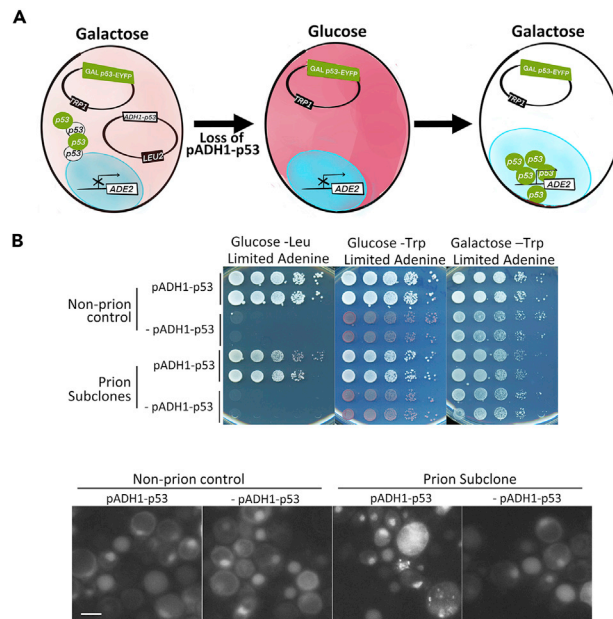 A
Galactose
Glucose
Galactose
GAL p53-EYFP
TRP1
ADH1-p53
LEU2
p53
p53
p53
p53
ADE2
Loss of
pADH1-p53
GAL p53-EYFP
TRP1
ADE2
GAL p53-EYFP
TRP1
p53
p53
p53
p53
p53
ADE2
B
Glucose -Leu
Limited Adenine
Glucose -Trp
Limited Adenine
Galactose –Trp
Limited Adenine
Non-prion
control
pADH1-p53
- pADH1-p53
Prion
Subclones
pADH1-p53
- pADH1-p53
Non-prion control
Prion Subclone
pADH1-p53
- pADH1-p53
pADH1-p53
- pADH1-p53